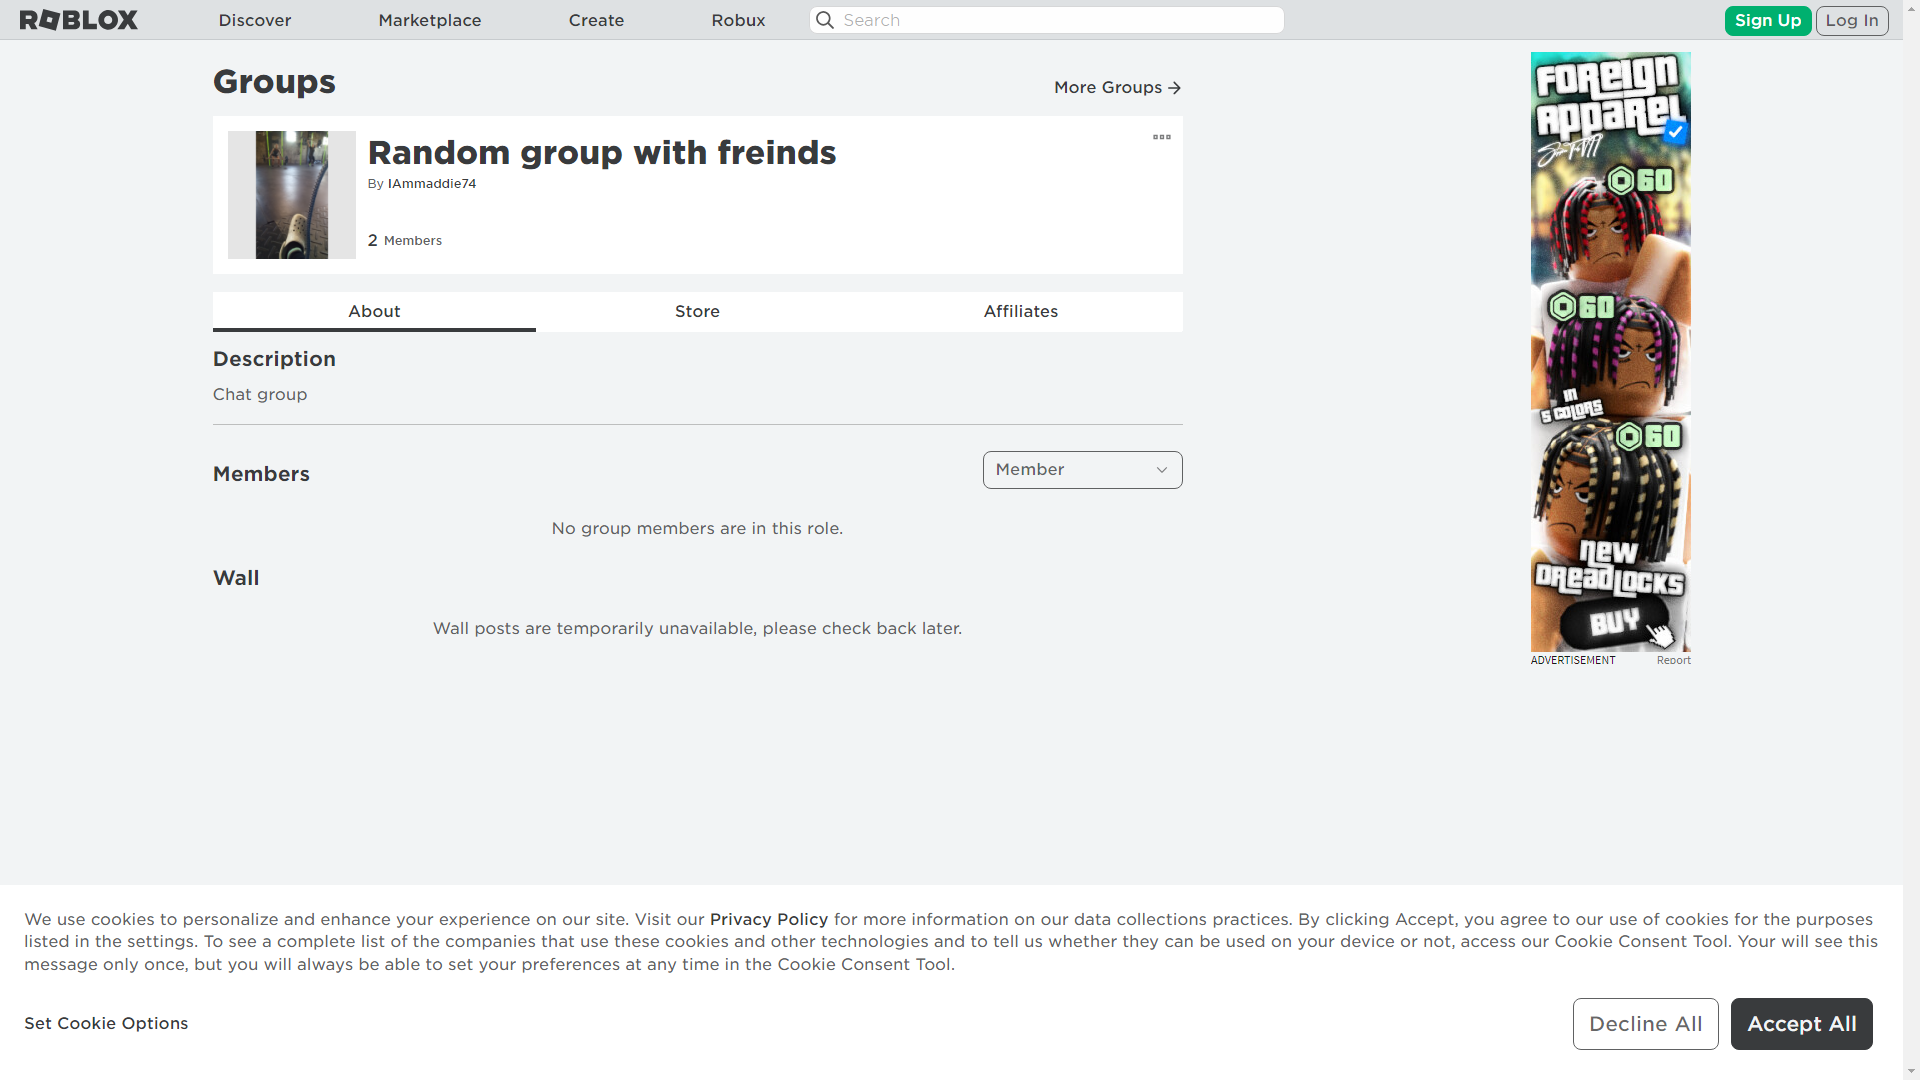 ROBLOX
Discover
Marketplace
Create
Robux
Search
Sign Up
Log In
Groups
More Groups
Random group with freinds
By IAmmaddie74
2 Members
About
Store
Affiliates
Description
Chat group
Members
Member
No group members are in this role.
Wall
Wall posts are temporarily unavailable, please check back later.
FOREIGN
APPAREL
60
60
IN
5 COLORS
60
NEW
DREADLOCKS
BUY
ADVERTISEMENT
Report
We use cookies to personalize and enhance your experience on our site. Visit our Privacy Policy for more information on our data collections practices. By clicking Accept, you agree to our use of cookies for the purposes
listed in the settings. To see a complete list of the companies that use these cookies and other technologies and to tell us whether they can be used on your device or not, access our Cookie Consent Tool. Your will see this
message only once, but you will always be able to set your preferences at any time in the Cookie Consent Tool.
Set Cookie Options
Decline All
Accept All